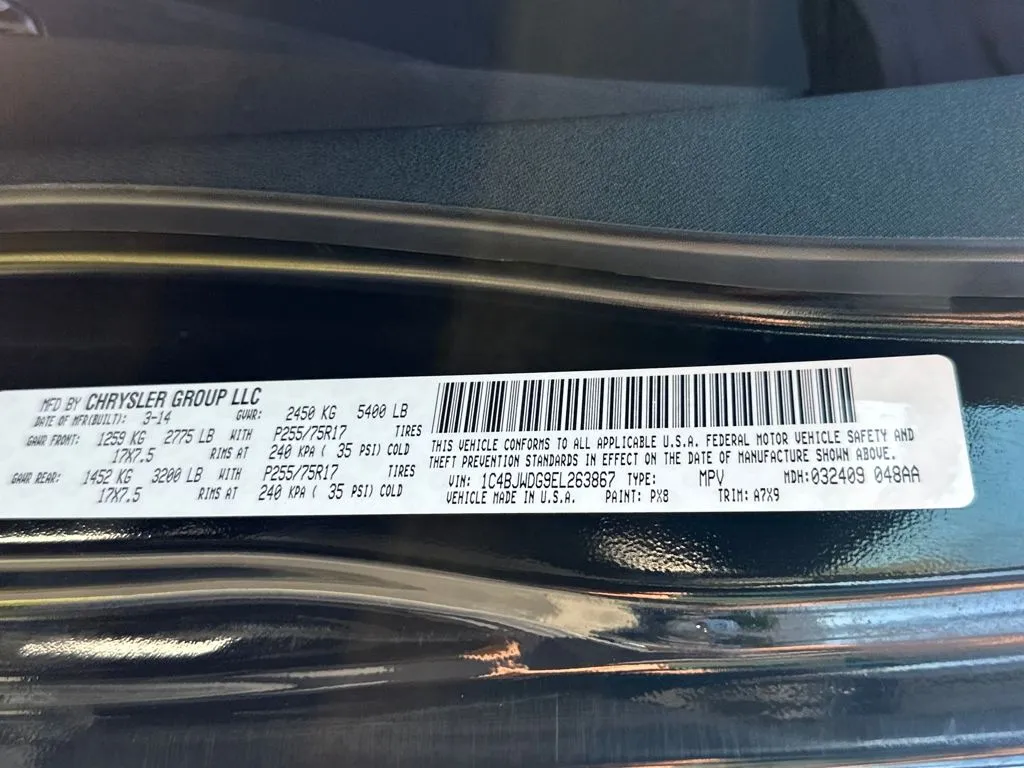 MFD BY CHRYSLER GROUP LLC
DATE OF MFR(BUILT): 3-14 GVWR: 2450 KG 5400 LB
GAWR FRONT: 1259 KG 2775 LB WITH P255/75R17 TIRES
17X7.5 RIMS AT 240 KPA ( 35 PSI) COLD
GAWR REAR: 1452 KG 3200 LB WITH P255/75R17 TIRES
17X7.5 RIMS AT 240 KPA ( 35 PSI) COLD
THIS VEHICLE CONFORMS TO ALL APPLICABLE U.S.A. FEDERAL MOTOR VEHICLE SAFETY AND
THEFT PREVENTION STANDARDS IN EFFECT ON THE DATE OF MANUFACTURE SHOWN ABOVE.
VIN: 1C4BJWDG9EL263867 TYPE: MPV MDH:032409 048AA
VEHICLE MADE IN U.S.A. PAINT: PX8 TRIM: A7X9